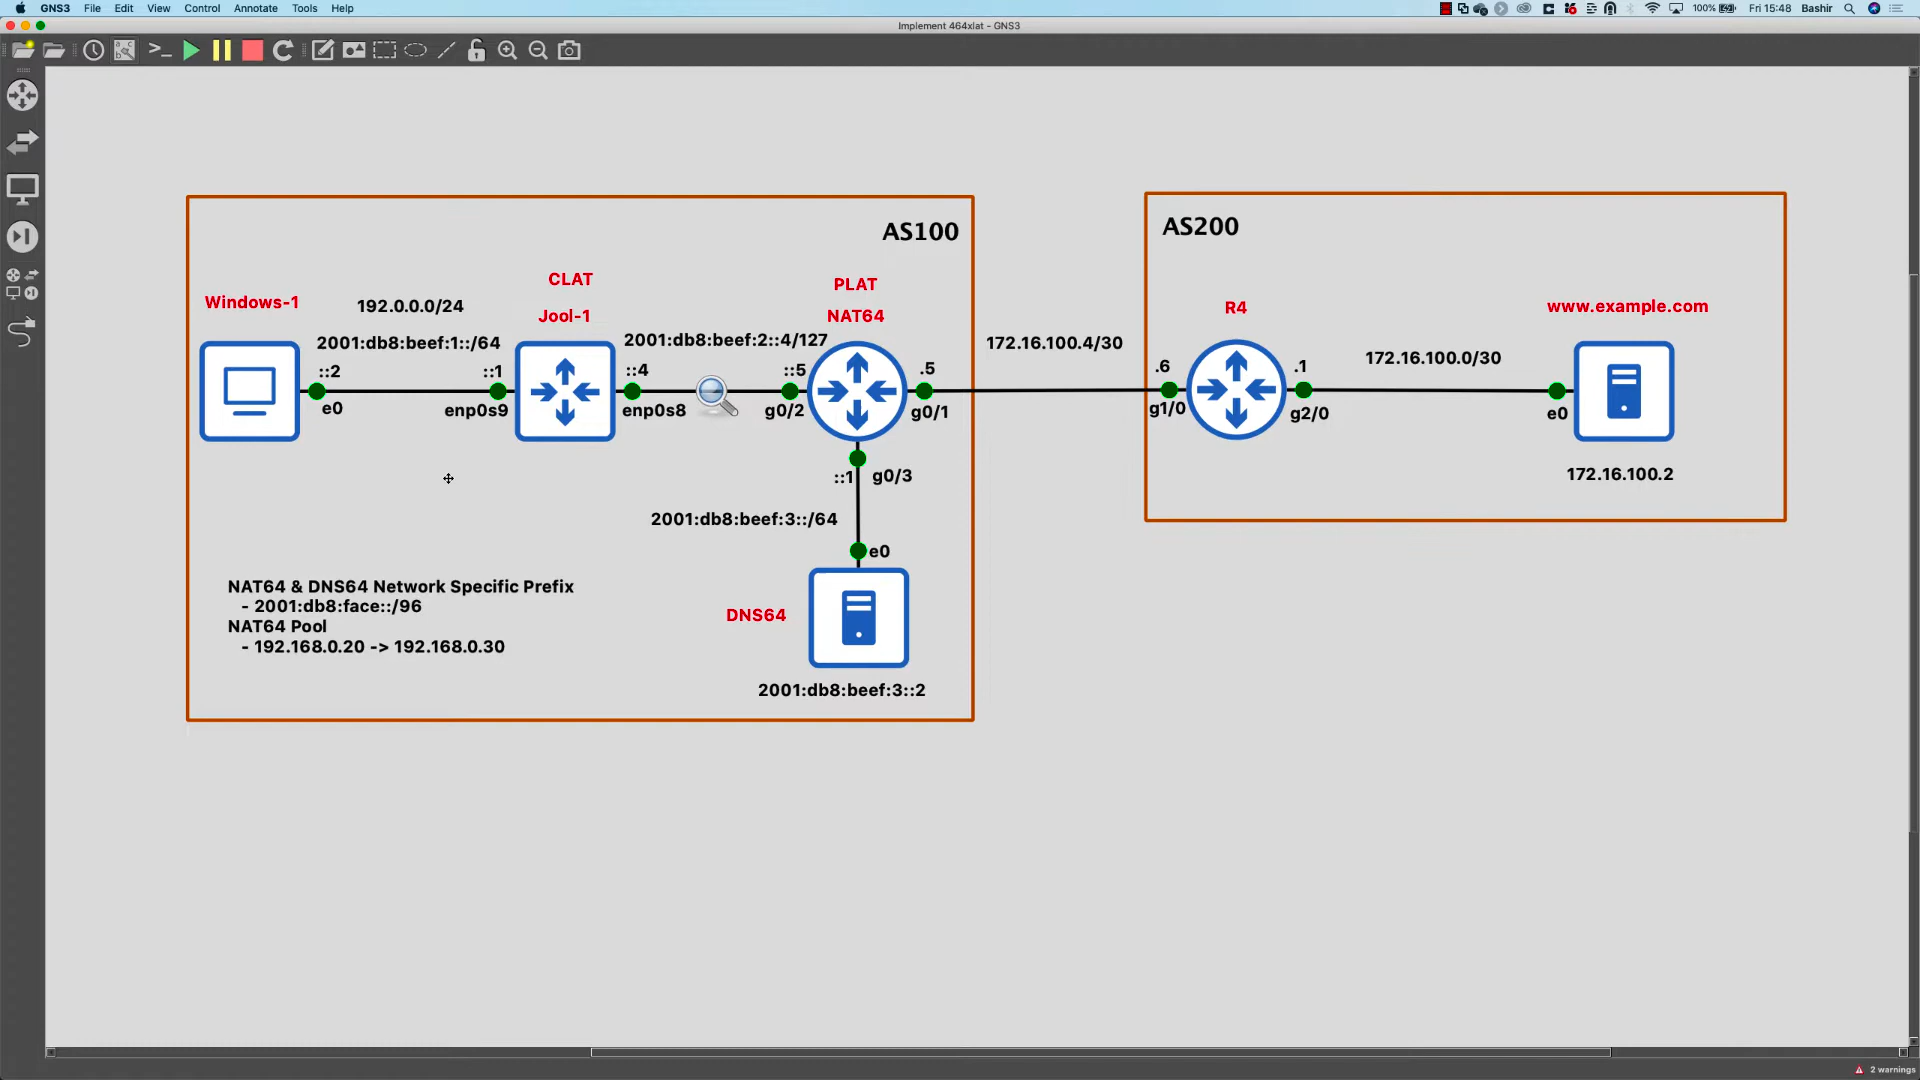 GNS3 File Edit View Control Annotate Tools Help
100% Fri 15:48 Bashir
Implement 464xlat - GNS3
AS100
AS200
CLAT
PLAT
Windows-1
192.0.0.0/24
Jool-1
NAT64
R4
www.example.com
2001:db8:beef:1::/64
2001:db8:beef:2::4/127
172.16.100.4/30
172.16.100.0/30
::2
::1
::4
::5
.5
.6
.1
e0
enp0s9
enp0s8
g0/2
g0/1
g1/0
g2/0
e0
::1
g0/3
172.16.100.2
2001:db8:beef:3::/64
e0
NAT64 & DNS64 Network Specific Prefix
- 2001:db8:face::/96
NAT64 Pool
- 192.168.0.20 -> 192.168.0.30
DNS64
2001:db8:beef:3::2
2 warnings